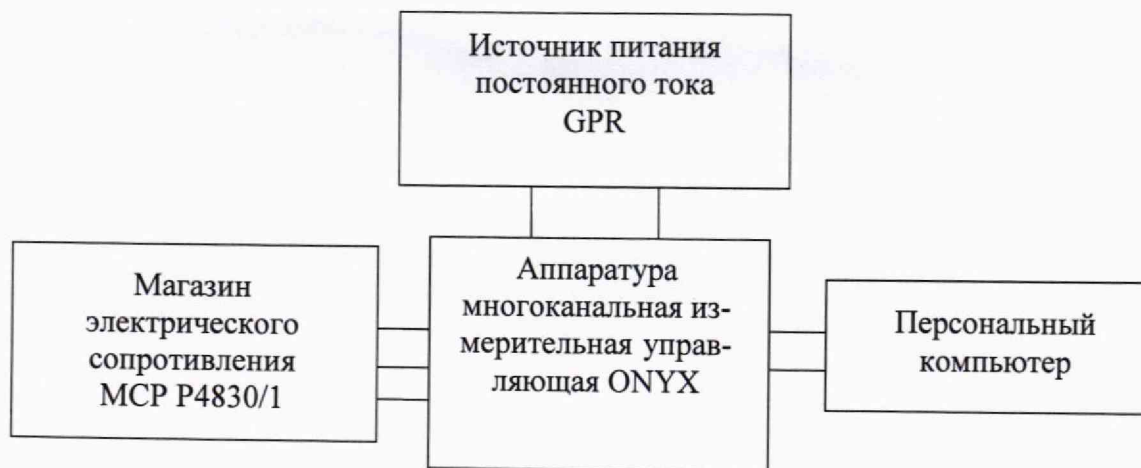 Источник питания
постоянного тока
GPR
Магазин
электрического
сопротивления
МСР Р4830/1
Аппаратура
многоканальная из-
мерительная управ-
ляющая ONYX
Персональный
компьютер